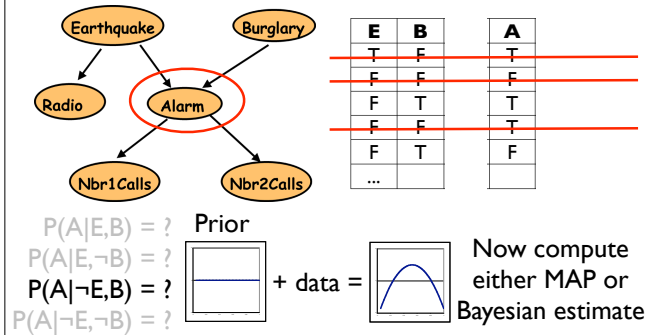 Earthquake
Burglary
Radio
Alarm
Nbr1Calls
Nbr2Calls
E B A
T F T
F F F
F T T
F F T
F T F
...
P(A|E,B) = ?
P(A|E,¬B) = ?
P(A|¬E,B) = ?
P(A|¬E,¬B) = ?
Prior
+ data =
Now compute
either MAP or
Bayesian estimate